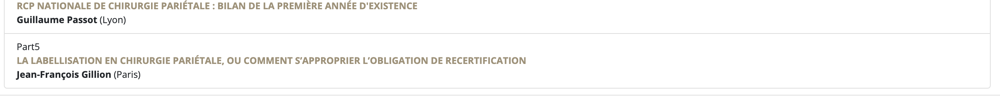 RCP NATIONALE DE CHIRURGIE PARIÉTALE : BILAN DE LA PREMIÈRE ANNÉE D'EXISTENCE
Guillaume Passot (Lyon)
Part5
LA LABELLISATION EN CHIRURGIE PARIÉTALE, OU COMMENT S’APPROPRIER L’OBLIGATION DE RECERTIFICATION
Jean-François Gillion (Paris)